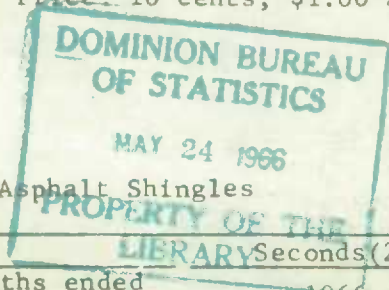 Price: 10 cents, $1.00
DOMINION BUREAU
OF STATISTICS
MAY 24 1966
Asphalt Shingles
PROPERTY OF THE
LIBRARY Seconds(2
ths ended
1966